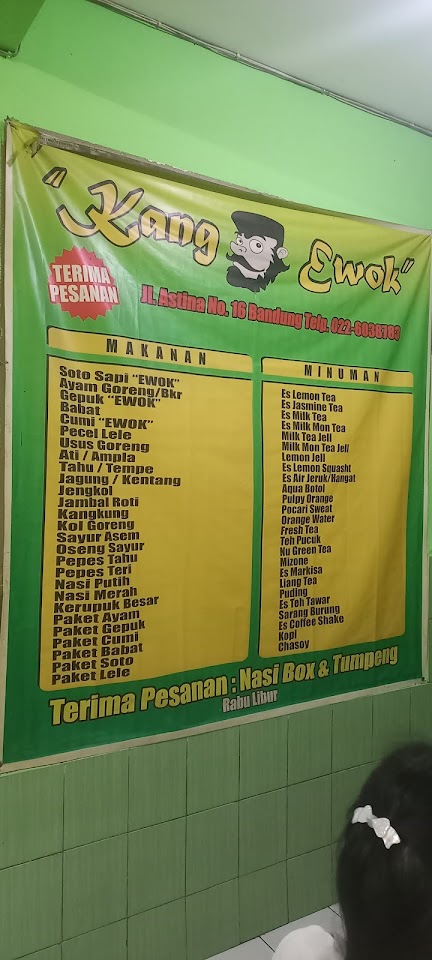 "Kang Ewok"
TERIMA
PESANAN
Jl. Astina No. 16 Bandung Telp. 022-6038103
MAKANAN
Soto Sapi "EWOK"
Ayam Goreng/Bkr
Gepuk "EWOK"
Babat
Cumi "EWOK"
Pecel Lele
Usus Goreng
Ati / Ampla
Tahu / Tempe
Jagung / Kentang
Jengkol
Jambal Roti
Kangkung
Kol Goreng
Sayur Asem
Oseng Sayur
Pepes Tahu
Pepes Teri
Nasi Putih
Nasi Merah
Kerupuk Besar
Paket Ayam
Paket Gepuk
Paket Cumi
Paket Babat
Paket Soto
Paket Lele
MINUMAN
Es Lemon Tea
Es Jasmine Tea
Es Milk Tea
Es Milk Mon Tea
Milk Tea Jell
Milk Mon Tea Jell
Lemon Jell
Es Lemon Squasht
Es Air Jeruk/Hangat
Aqua Botol
Pulpy Orange
Pocari Sweat
Orange Water
Fresh Tea
Teh Pucuk
Nu Green Tea
Mizone
Es Markisa
Liang Tea
Puding
Es Teh Tawar
Sarang Burung
Es Coffee Shake
Kopi
Chasoy
Terima Pesanan : Nasi Box & Tumpeng
Rabu Libur